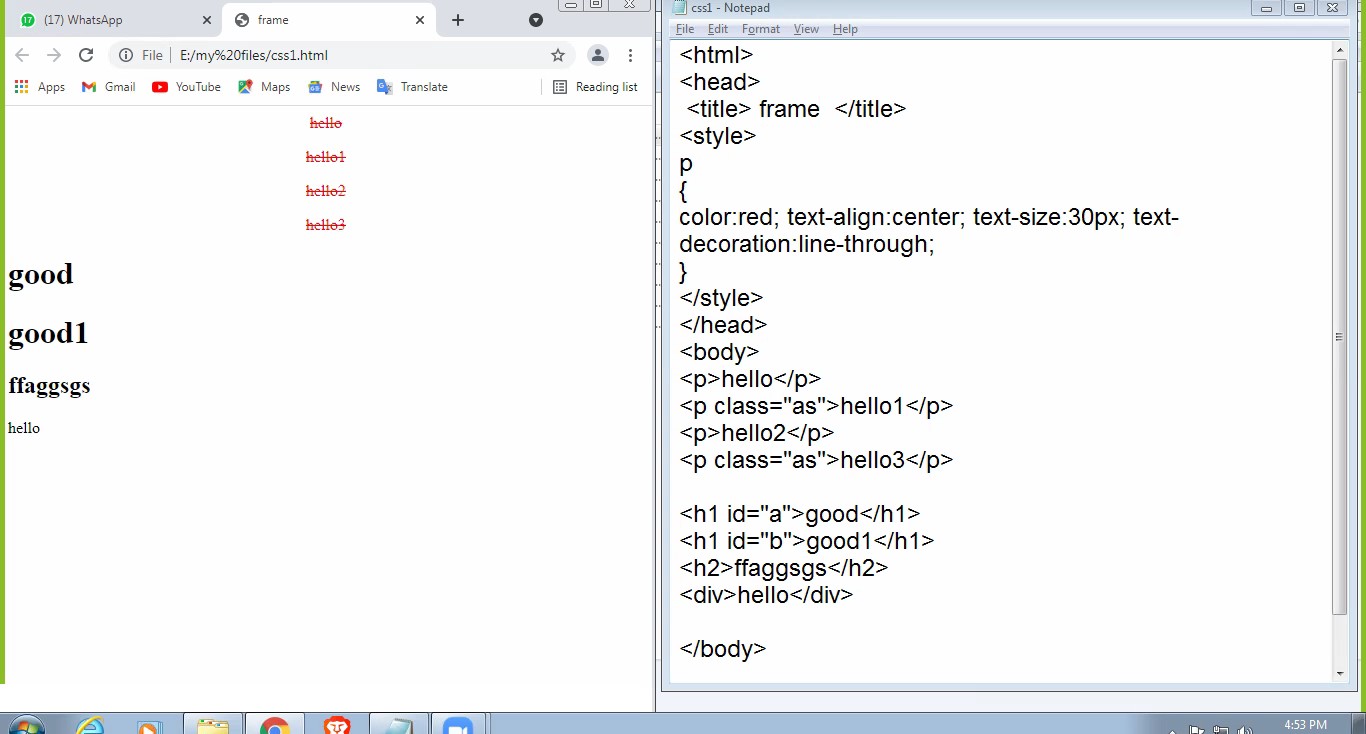 (17) WhatsApp
frame
css1 - Notepad
File E:/my%20files/css1.html
File Edit Format View Help
Apps Gmail YouTube Maps News Translate Reading list
hello
hello1
hello2
hello3
good
good1
ffaggsgs
hello
<html>
<head>
<title> frame </title>
<style>
p
{
color:red; text-align:center; text-size:30px; text-
decoration:line-through;
}
</style>
</head>
<body>
<p>hello</p>
<p class="as">hello1</p>
<p>hello2</p>
<p class="as">hello3</p>
<h1 id="a">good</h1>
<h1 id="b">good1</h1>
<h2>ffaggsgs</h2>
<div>hello</div>
</body>
4:53 PM